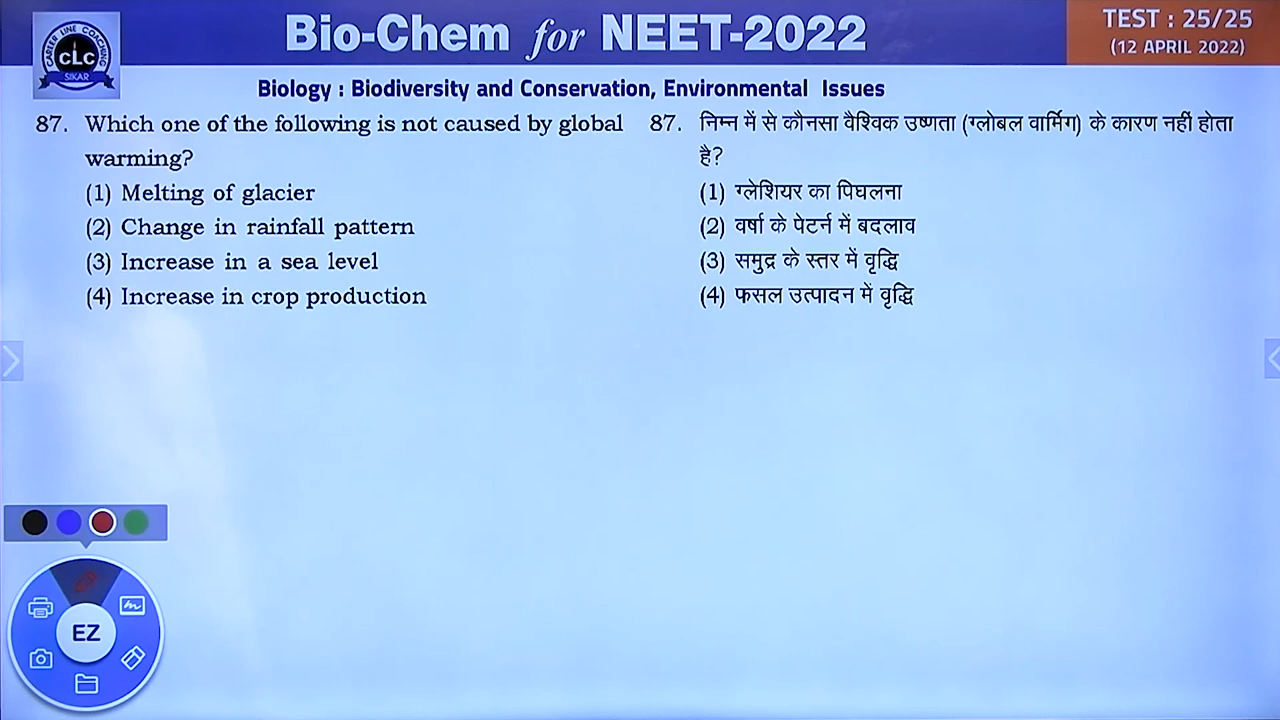 CAREER LINE COACHING
CLC
SIKAR
Bio-Chem for NEET-2022
TEST : 25/25
(12 APRIL 2022)
Biology : Biodiversity and Conservation, Environmental Issues
87. Which one of the following is not caused by global
warming?
(1) Melting of glacier
(2) Change in rainfall pattern
(3) Increase in a sea level
(4) Increase in crop production
87. निम्न में से कौनसा वैश्विक उष्णता (ग्लोबल वार्मिग) के कारण नहीं होता
है?
(1) ग्लेशियर का पिघलना
(2) वर्षा के पेटर्न में बदलाव
(3) समुद्र के स्तर में वृद्धि
(4) फसल उत्पादन में वृद्धि
EZ